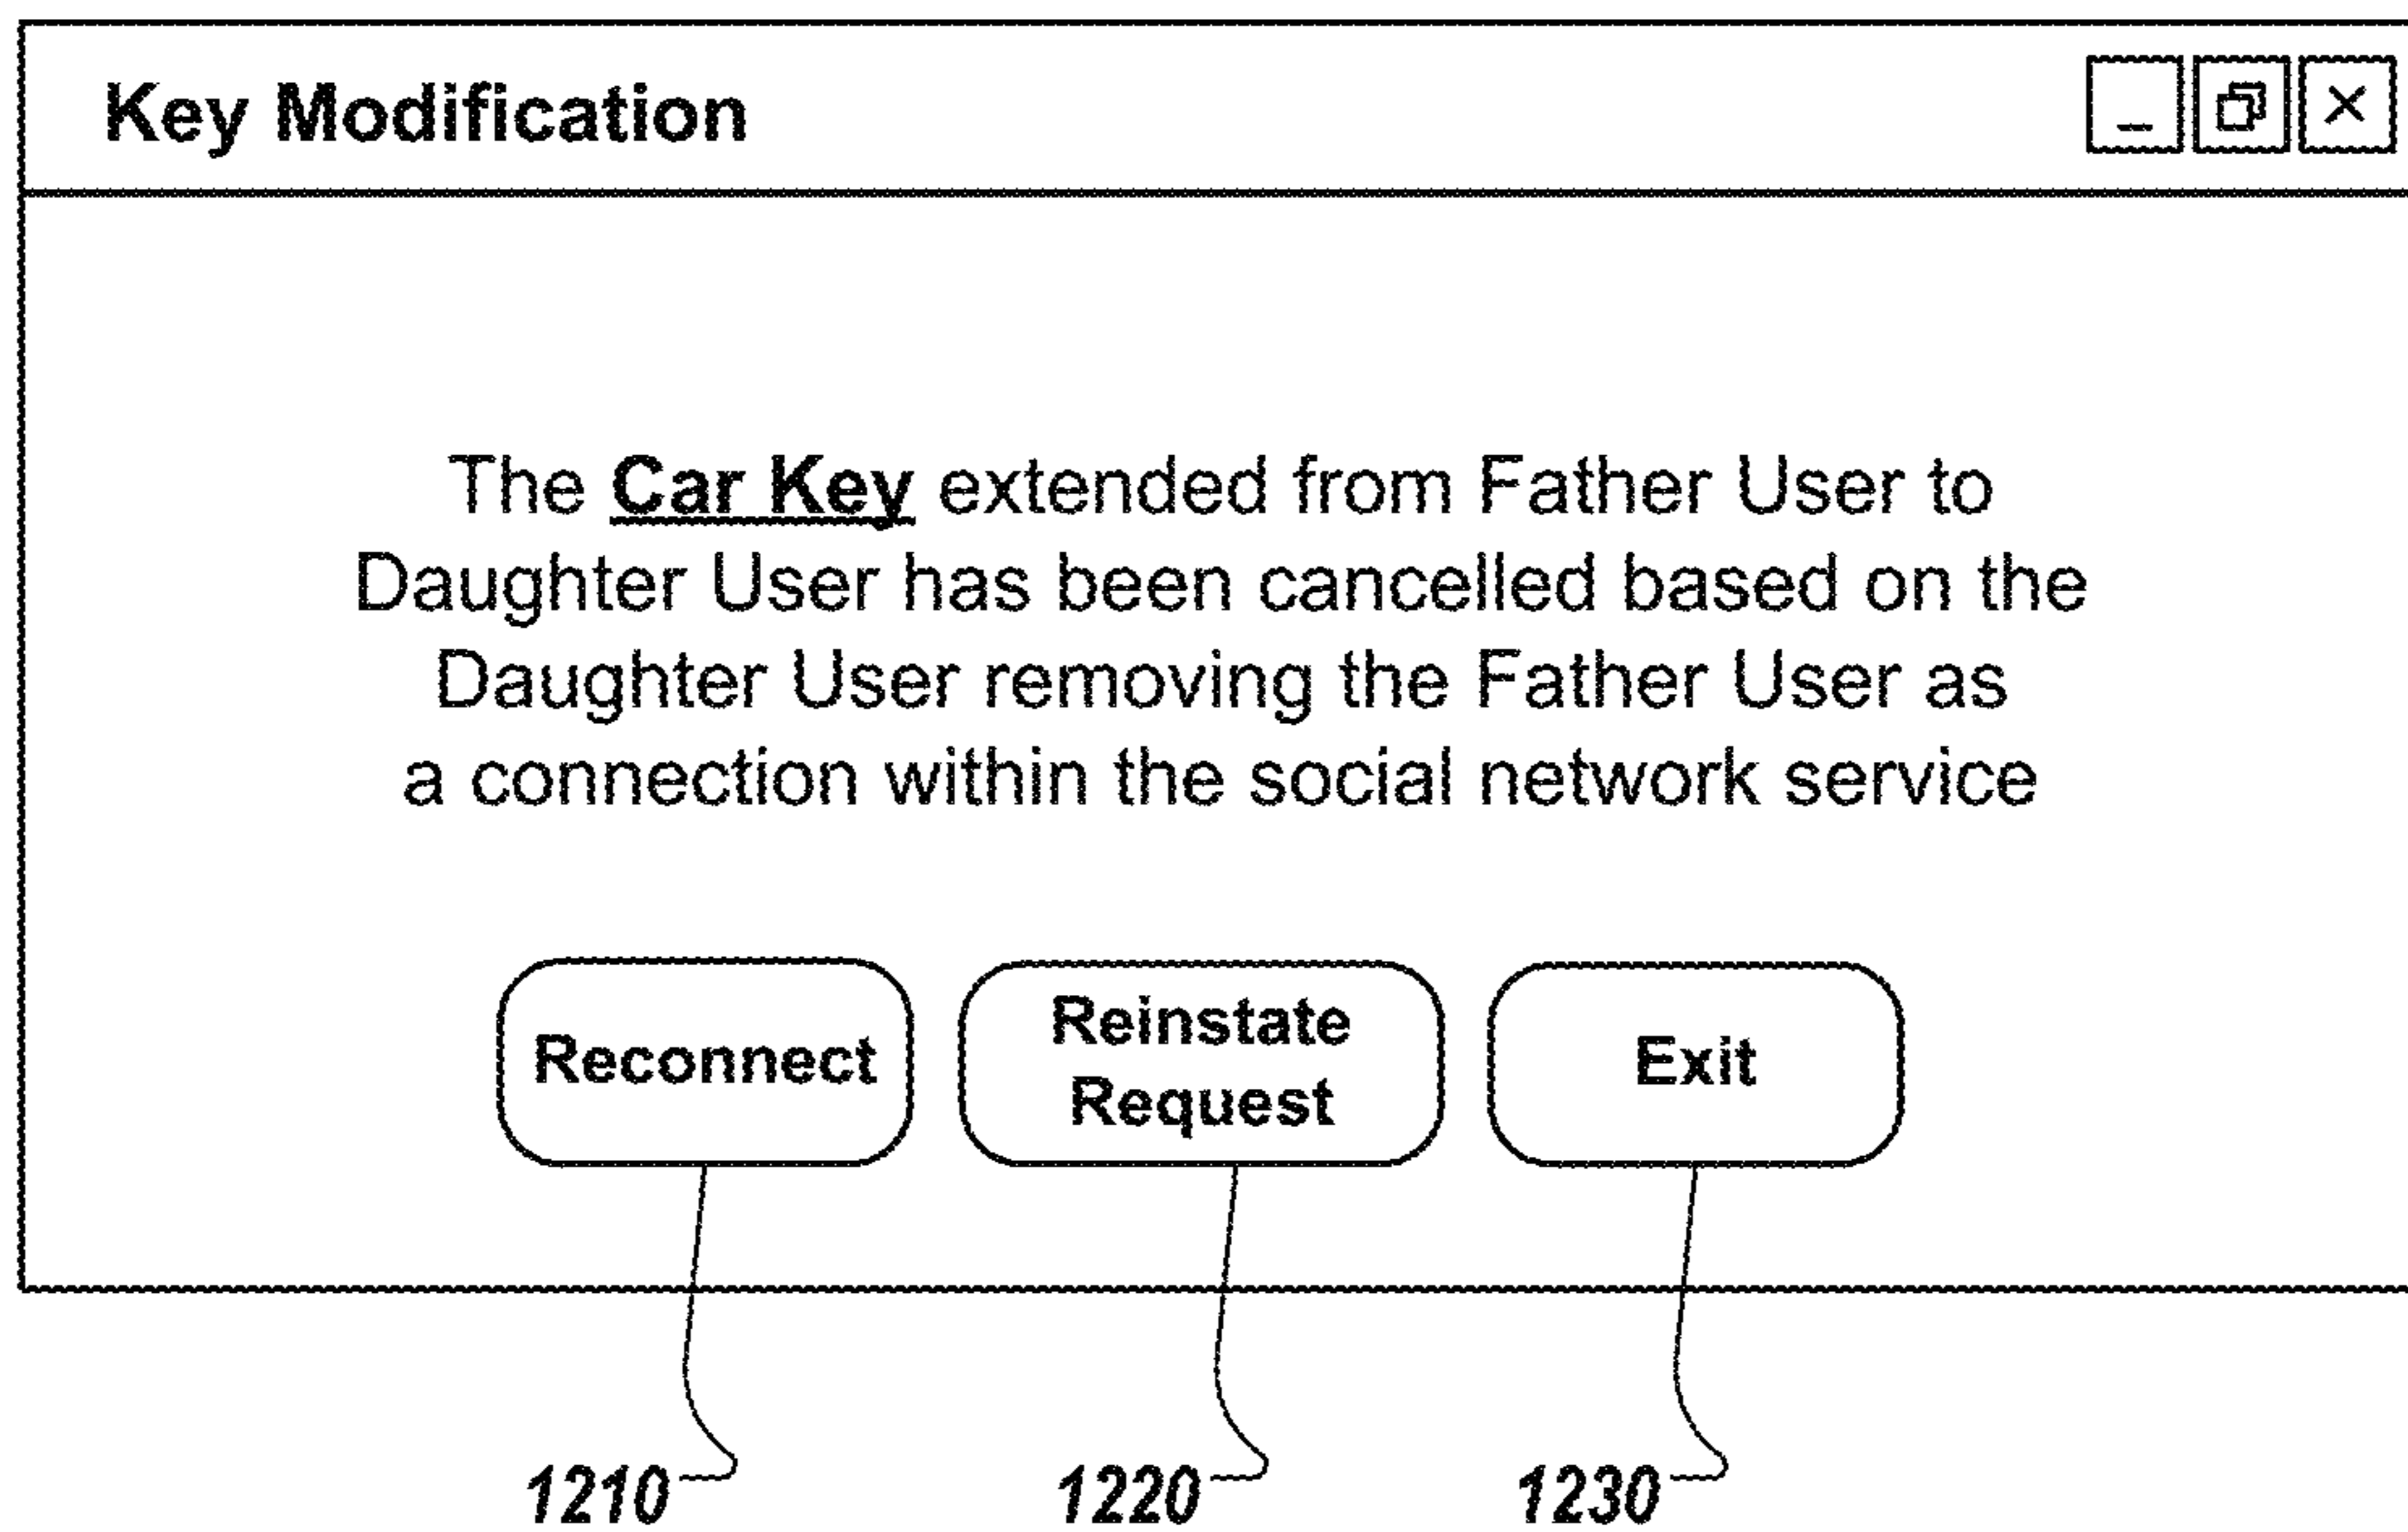 Key Modification
The Car Key extended from Father User to
Daughter User has been cancelled based on the
Daughter User removing the Father User as
a connection within the social network service
Reconnect
Reinstate
Request
Exit
1210
1220
1230